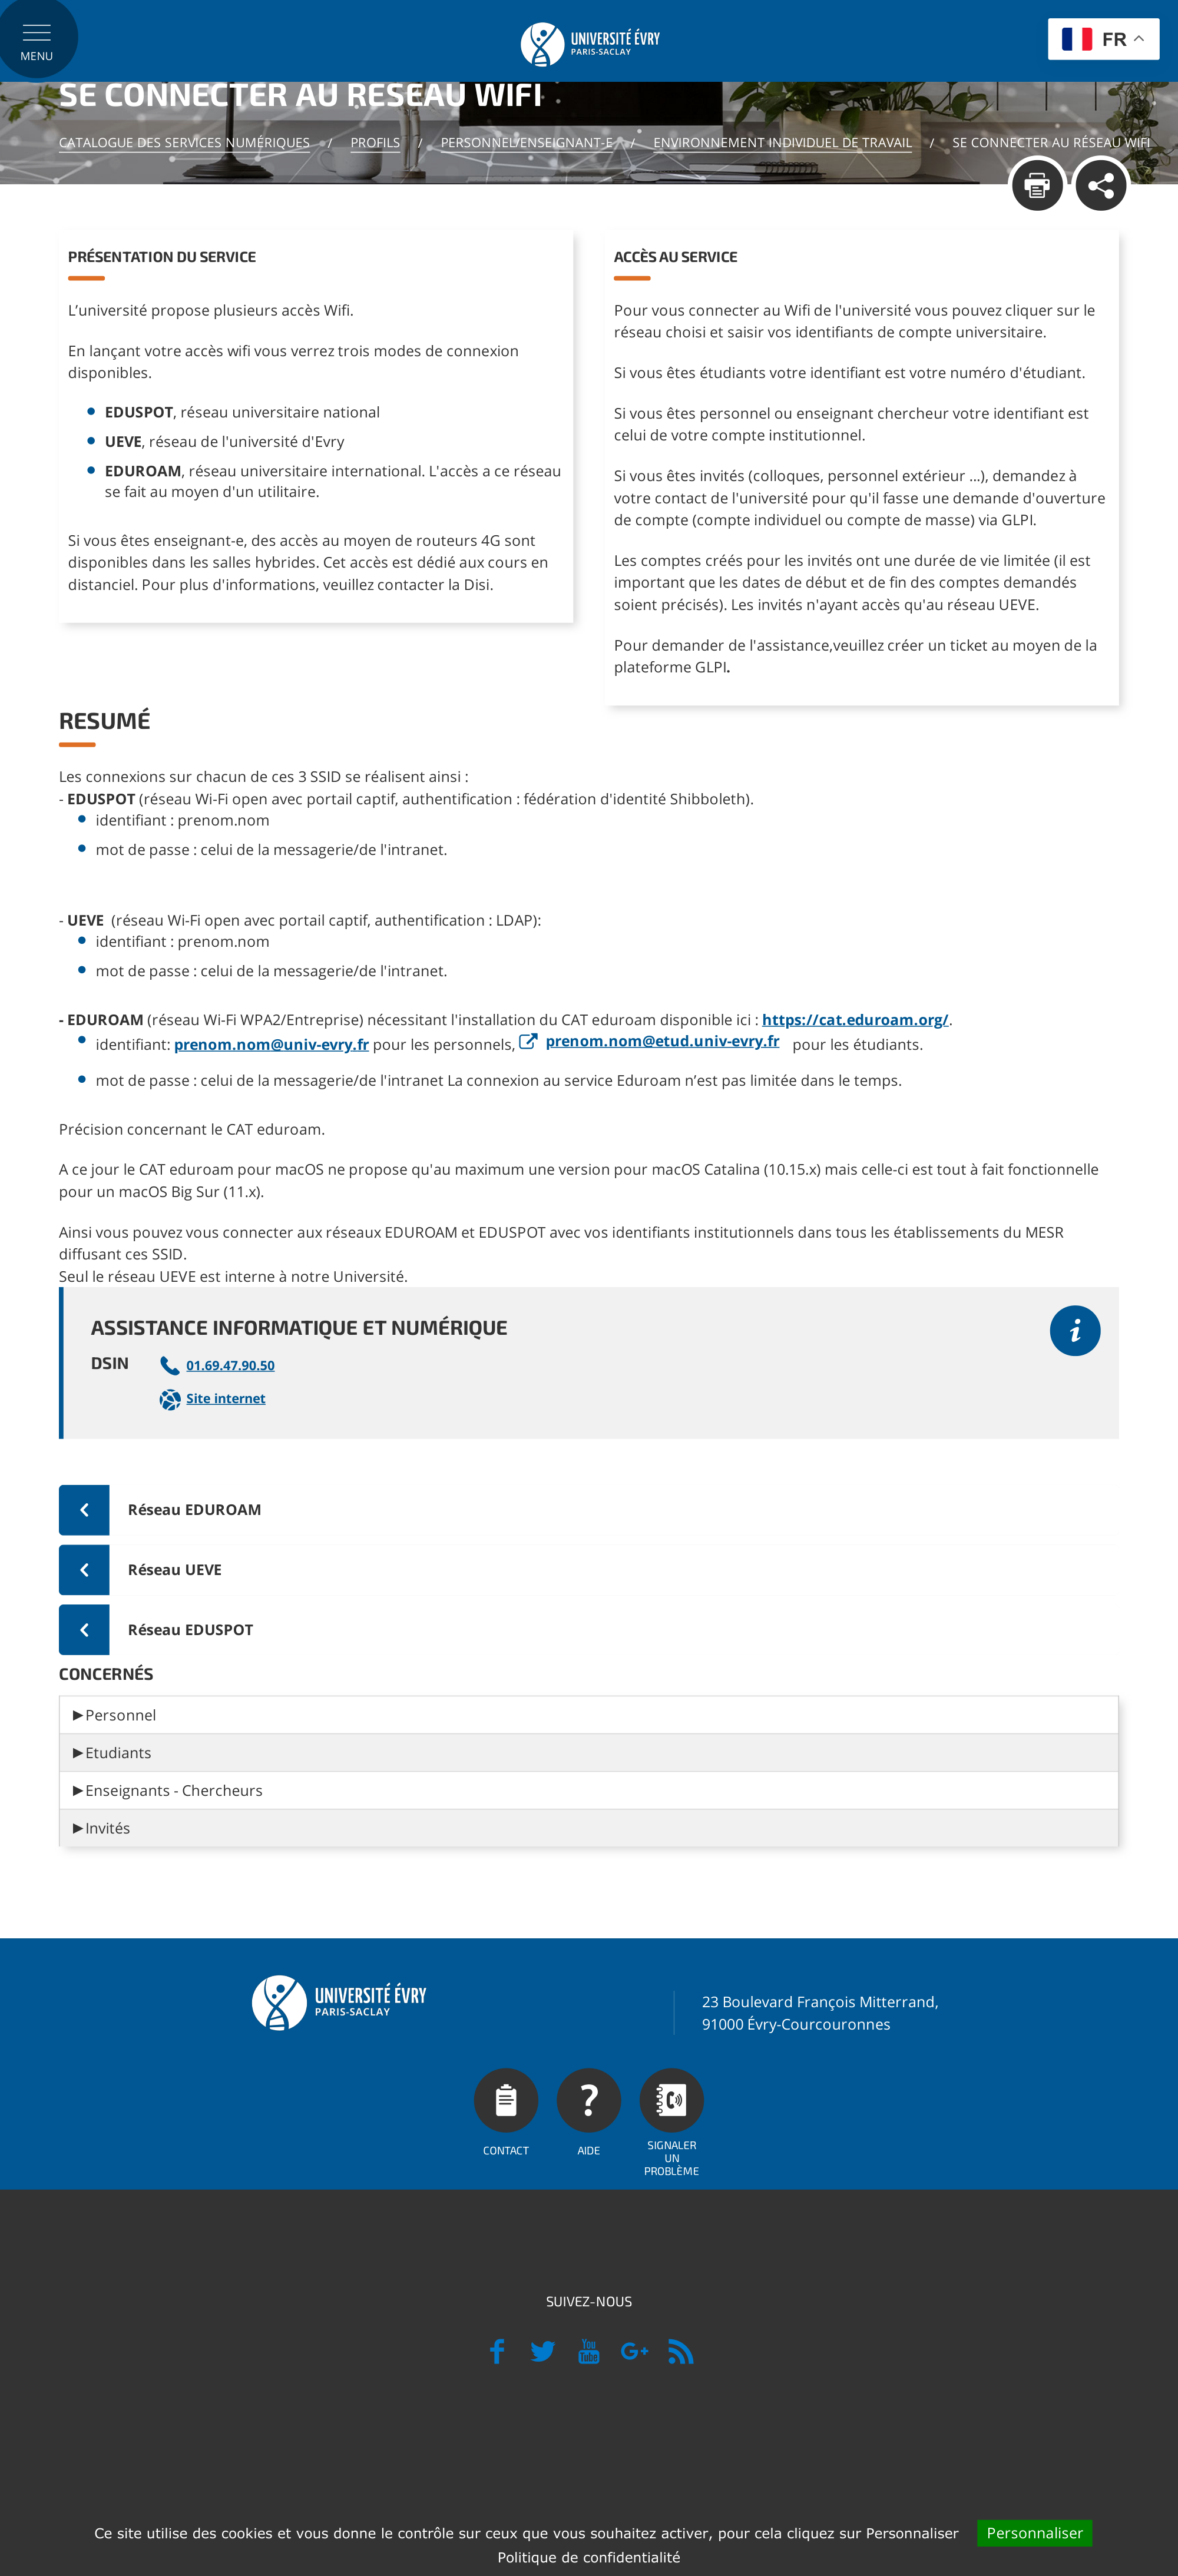 MENU
UNIVERSITÉ ÉVRY
PARIS-SACLAY
FR
SE CONNECTER AU RÉSEAU WIFI
CATALOGUE DES SERVICES NUMÉRIQUES / PROFILS / PERSONNEL/ENSEIGNANT-E / ENVIRONNEMENT INDIVIDUEL DE TRAVAIL / SE CONNECTER AU RÉSEAU WIFI
PRÉSENTATION DU SERVICE
L’université propose plusieurs accès Wifi.
En lançant votre accès wifi vous verrez trois modes de connexion
disponibles.
EDUSPOT, réseau universitaire national
UEVE, réseau de l'université d'Evry
EDUROAM, réseau universitaire international. L'accès a ce réseau
se fait au moyen d'un utilitaire.
Si vous êtes enseignant-e, des accès au moyen de routeurs 4G sont
disponibles dans les salles hybrides. Cet accès est dédié aux cours en
distanciel. Pour plus d'informations, veuillez contacter la Disi.
ACCÈS AU SERVICE
Pour vous connecter au Wifi de l'université vous pouvez cliquer sur le
réseau choisi et saisir vos identifiants de compte universitaire.
Si vous êtes étudiants votre identifiant est votre numéro d'étudiant.
Si vous êtes personnel ou enseignant chercheur votre identifiant est
celui de votre compte institutionnel.
Si vous êtes invités (colloques, personnel extérieur ...), demandez à
votre contact de l'université pour qu'il fasse une demande d'ouverture
de compte (compte individuel ou compte de masse) via GLPI.
Les comptes créés pour les invités ont une durée de vie limitée (il est
important que les dates de début et de fin des comptes demandés
soient précisés). Les invités n'ayant accès qu'au réseau UEVE.
Pour demander de l'assistance,veuillez créer un ticket au moyen de la
plateforme GLPI.
RESUMÉ
Les connexions sur chacun de ces 3 SSID se réalisent ainsi :
- EDUSPOT (réseau Wi-Fi open avec portail captif, authentification : fédération d'identité Shibboleth).
identifiant : prenom.nom
mot de passe : celui de la messagerie/de l'intranet.
- UEVE (réseau Wi-Fi open avec portail captif, authentification : LDAP):
identifiant : prenom.nom
mot de passe : celui de la messagerie/de l'intranet.
- EDUROAM (réseau Wi-Fi WPA2/Entreprise) nécessitant l'installation du CAT eduroam disponible ici : https://cat.eduroam.org/.
identifiant: prenom.nom@univ-evry.fr pour les personnels, prenom.nom@etud.univ-evry.fr pour les étudiants.
mot de passe : celui de la messagerie/de l'intranet La connexion au service Eduroam n’est pas limitée dans le temps.
Précision concernant le CAT eduroam.
A ce jour le CAT eduroam pour macOS ne propose qu'au maximum une version pour macOS Catalina (10.15.x) mais celle-ci est tout à fait fonctionnelle
pour un macOS Big Sur (11.x).
Ainsi vous pouvez vous connecter aux réseaux EDUROAM et EDUSPOT avec vos identifiants institutionnels dans tous les établissements du MESR
diffusant ces SSID.
Seul le réseau UEVE est interne à notre Université.
ASSISTANCE INFORMATIQUE ET NUMÉRIQUE
DSIN
01.69.47.90.50
Site internet
Réseau EDUROAM
Réseau UEVE
Réseau EDUSPOT
CONCERNÉS
Personnel
Etudiants
Enseignants - Chercheurs
Invités
UNIVERSITÉ ÉVRY
PARIS-SACLAY
23 Boulevard François Mitterrand,
91000 Évry-Courcouronnes
CONTACT
AIDE
SIGNALER
UN
PROBLÈME
SUIVEZ-NOUS
You
Tube
G+
Ce site utilise des cookies et vous donne le contrôle sur ceux que vous souhaitez activer, pour cela cliquez sur Personnaliser
Personnaliser
Politique de confidentialité